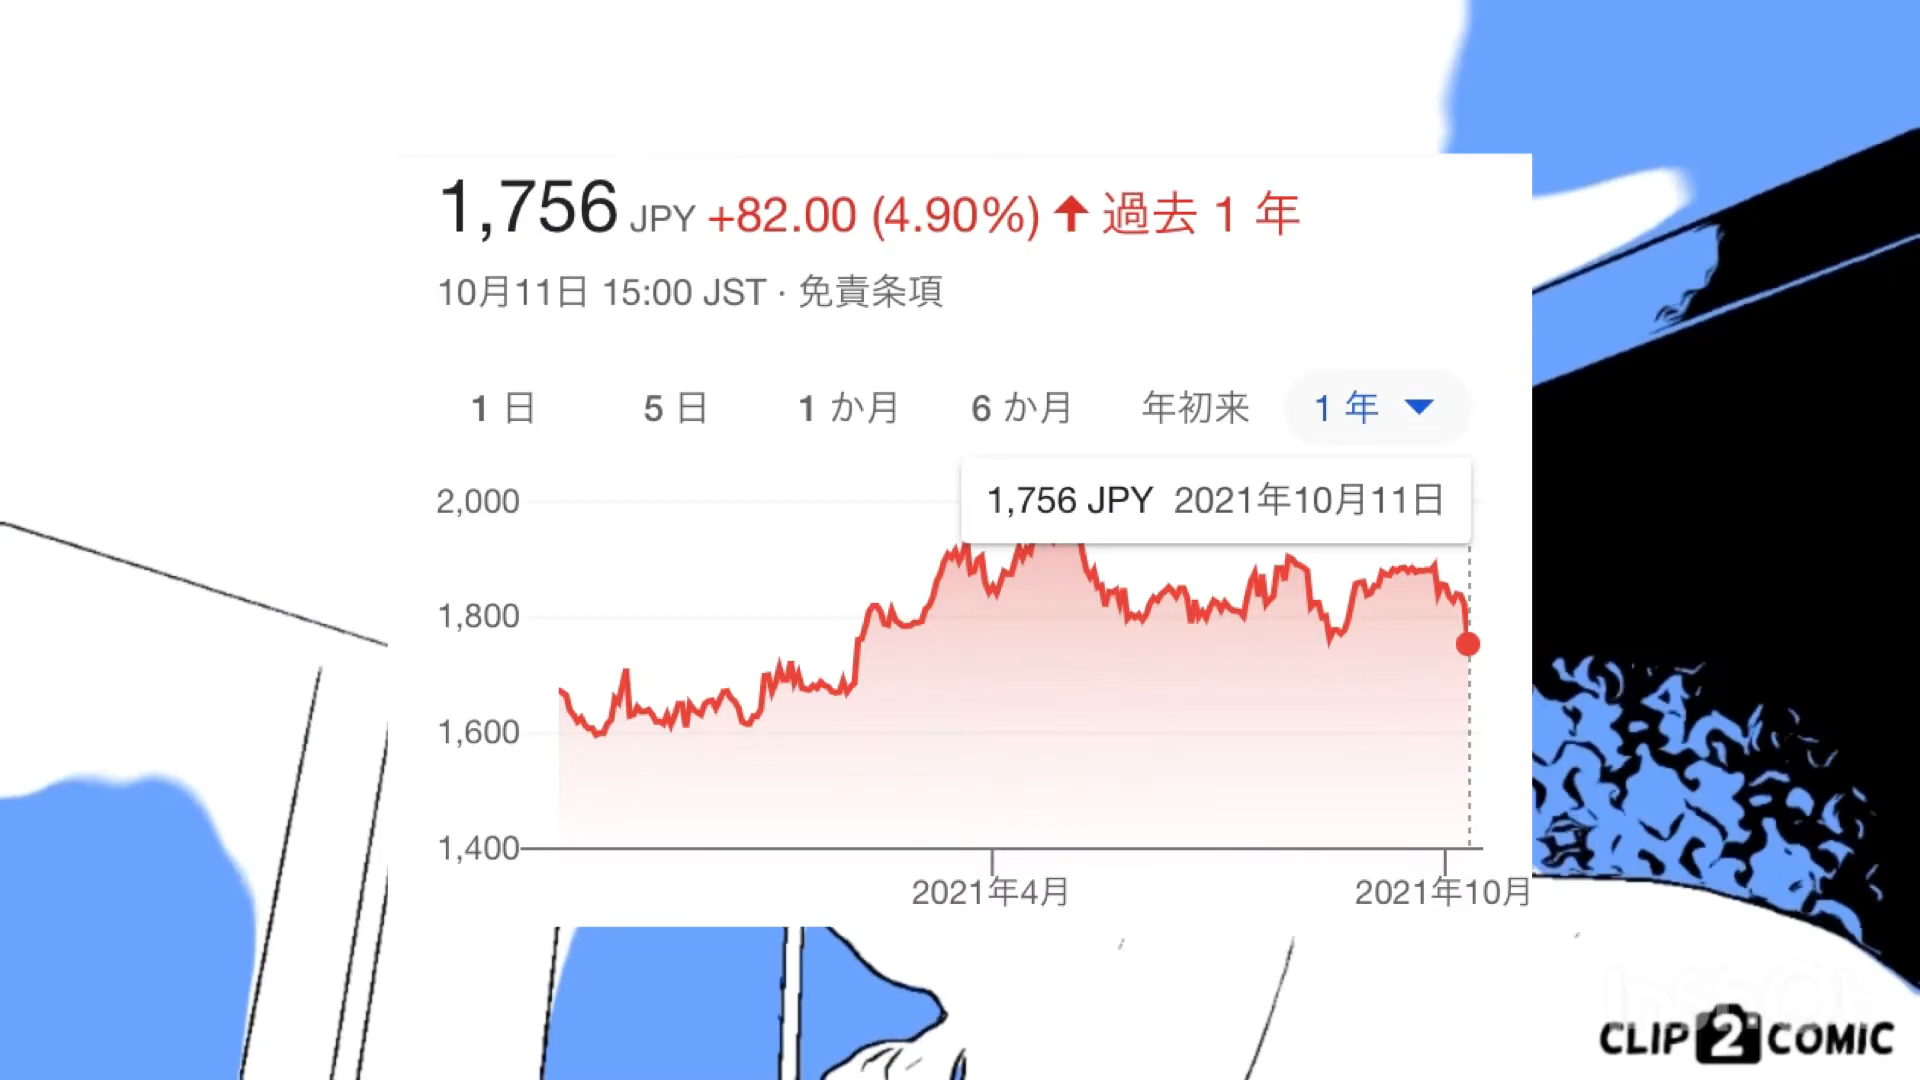 1,756 JPY +82.00 (4.90%) ↑ 過去 1 年
10月11日 15:00 JST · 免責条項
1 日 5 日 1 か月 6 か月 年初来 1 年
1,756 JPY 2021年10月11日
2,000
1,800
1,600
1,400
2021年4月 2021年10月
InShOt
CLIP2COMIC